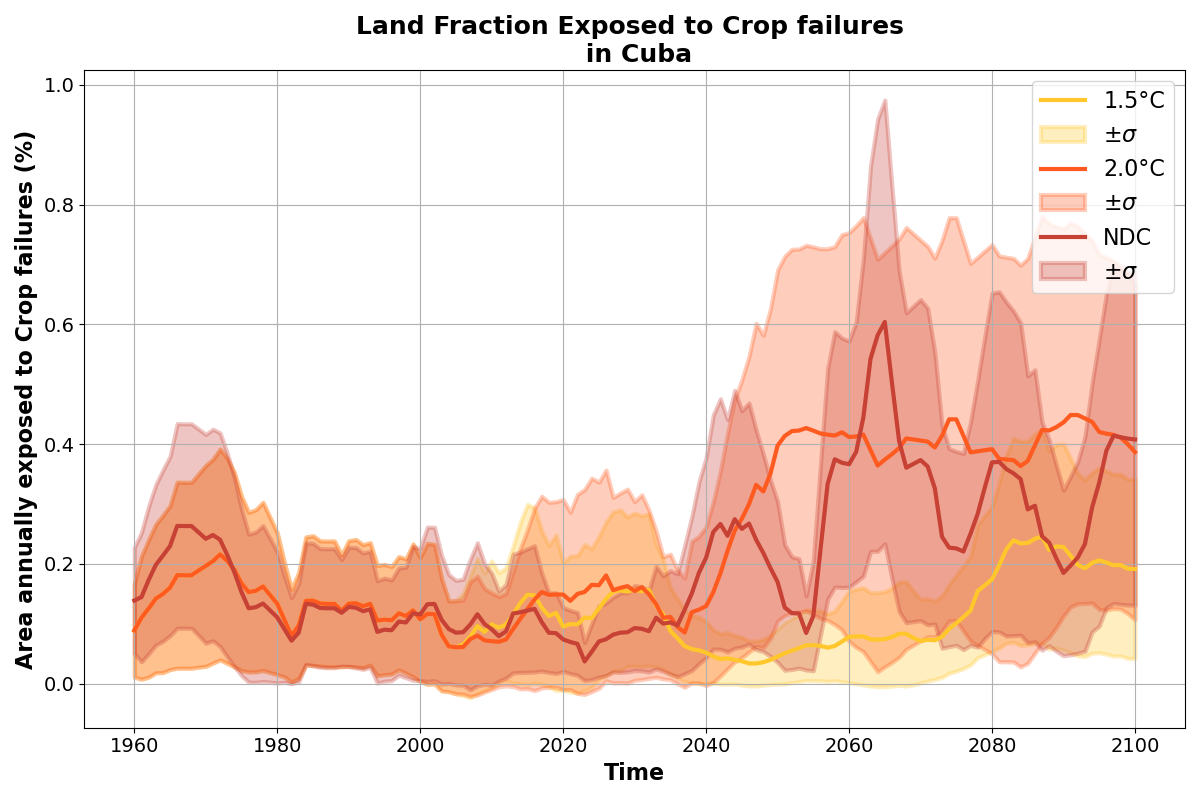 Land Fraction Exposed to Crop failures
in Cuba
Area annually exposed to Crop failures (%)
1.0
0.8
0.6
0.4
0.2
0.0
1.5°C
±σ
2.0°C
±σ
NDC
±σ
1960
1980
2000
2020
2040
2060
2080
2100
Time